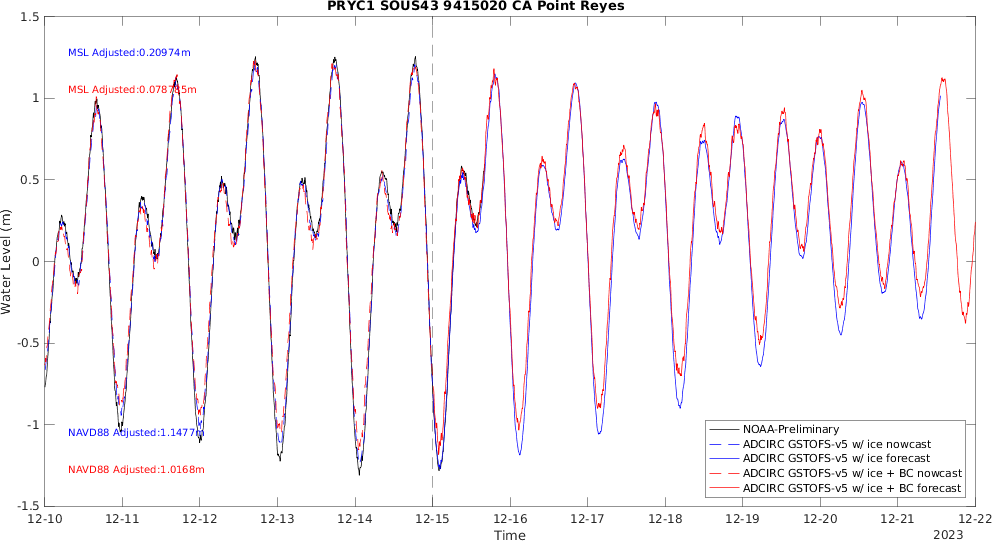 PRYC1 SOUS43 9415020 CA Point Reyes
MSL Adjusted:0.20974m
MSL Adjusted:0.078785m
NAVD88 Adjusted:1.1477m
NAVD88 Adjusted:1.0168m
Water Level (m)
1.5
1
0.5
0
-0.5
-1
-1.5
NOAA-Preliminary
ADCIRC GSTOFS-v5 w/ ice nowcast
ADCIRC GSTOFS-v5 w/ ice forecast
ADCIRC GSTOFS-v5 w/ ice + BC nowcast
ADCIRC GSTOFS-v5 w/ ice + BC forecast
12-10 12-11 12-12 12-13 12-14 12-15 12-16 12-17 12-18 12-19 12-20 12-21 12-22
Time
2023